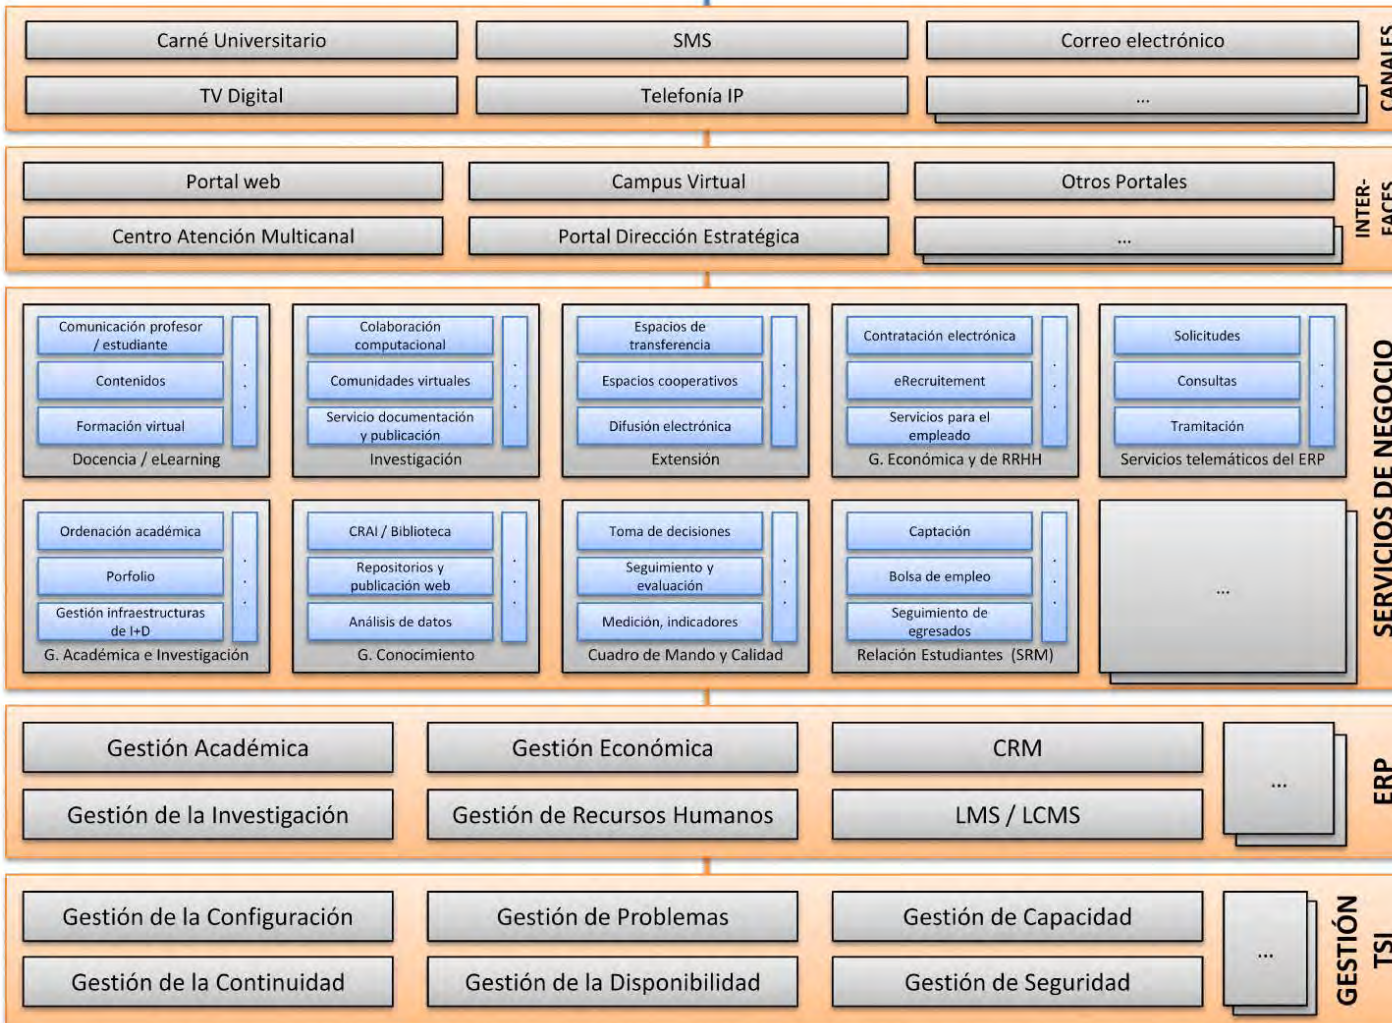 Carné Universitario
SMS
Correo electrónico
TV Digital
Telefonía IP
...
CANALES
Portal web
Campus Virtual
Otros Portales
Centro Atención Multicanal
Portal Dirección Estratégica
...
INTER-
FACES
Comunicación profesor
/ estudiante
Contenidos
Formación virtual
...
Docencia / eLearning
Colaboración
computacional
Comunidades virtuales
Servicio documentación
y publicación
...
Investigación
Espacios de
transferencia
Espacios cooperativos
Difusión electrónica
...
Extensión
Contratación electrónica
eRecruitement
Servicios para el
empleado
...
G. Económica y de RRHH
Solicitudes
Consultas
Tramitación
...
Servicios telemáticos del ERP
Ordenación académica
Porfolio
Gestión infraestructuras
de I+D
...
G. Académica e Investigación
CRAI / Biblioteca
Repositorios y
publicación web
Análisis de datos
...
G. Conocimiento
Toma de decisiones
Seguimiento y
evaluación
Medición, indicadores
...
Cuadro de Mando y Calidad
Captación
Bolsa de empleo
Seguimiento de
egresados
...
Relación Estudiantes (SRM)
...
SERVICIOS DE NEGOCIO
Gestión Académica
Gestión Económica
CRM
Gestión de la Investigación
Gestión de Recursos Humanos
LMS / LCMS
...
ERP
Gestión de la Configuración
Gestión de Problemas
Gestión de Capacidad
Gestión de la Continuidad
Gestión de la Disponibilidad
Gestión de Seguridad
...
GESTIÓN
TSI